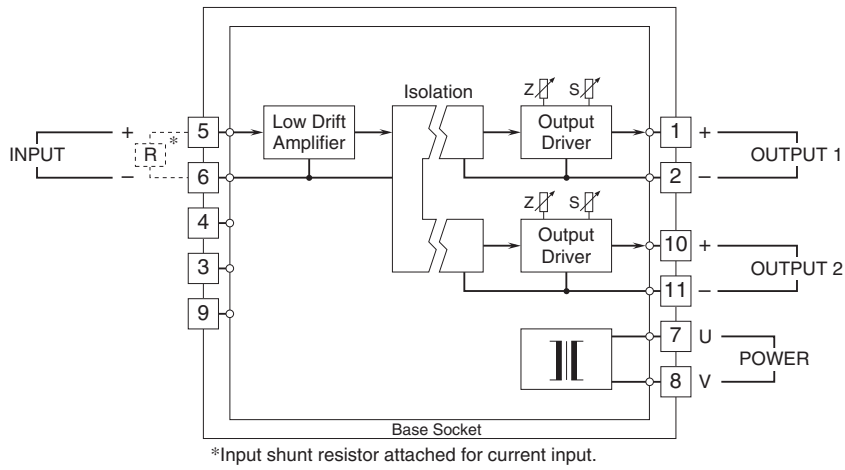 Isolation
Z S
5 Low Drift Amplifier Output Driver 1 +
+ *
INPUT R OUTPUT 1
– 6 2 –
4 Z S
3 Output Driver 10 +
OUTPUT 2
9 11 –
7 U
POWER
8 V
Base Socket
*Input shunt resistor attached for current input.